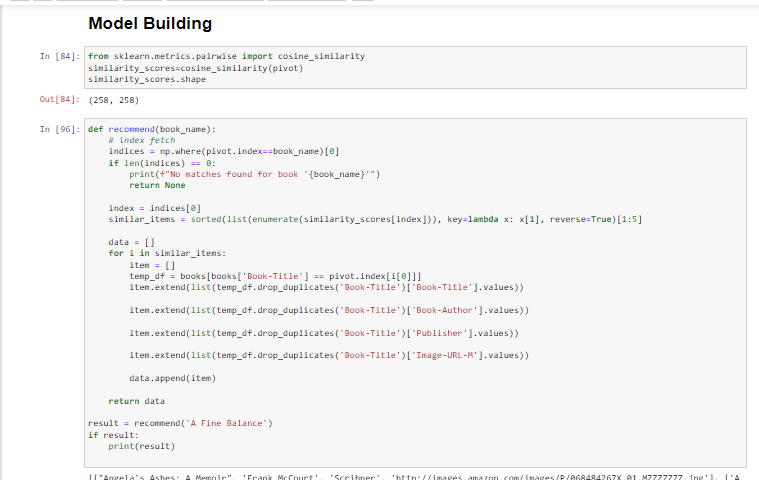 Model Building
In [84]: from sklearn.metrics.pairwise import cosine_similarity
similarity_scores=cosine_similarity(pivot)
similarity_scores.shape
Out[84]: (258, 258)
In [96]: def recommend(book_name):
# index fetch
indices = np.where(pivot.index==book_name)[0]
if len(indices) == 0:
print(f"No matches found for book '{book_name}'")
return None
index = indices[0]
similar_items = sorted(list(enumerate(similarity_scores[index])), key=lambda x: x[1], reverse=True)[1:5]
data = []
for i in similar_items:
item = []
temp_df = books[books['Book-Title'] == pivot.index[i[0]]]
item.extend(list(temp_df.drop_duplicates('Book-Title')['Book-Title'].values))
item.extend(list(temp_df.drop_duplicates('Book-Title')['Book-Author'].values))
item.extend(list(temp_df.drop_duplicates('Book-Title')['Publisher'].values))
item.extend(list(temp_df.drop_duplicates('Book-Title')['Image-URL-M'].values))
data.append(item)
return data
result = recommend('A Fine Balance')
if result:
print(result)
[["Angela's Ashes: A Memoir", 'Frank McCourt', 'Scribner', 'http://images.amazon.com/images/P/068484267X.01.MZZZZZZZ.jpg'], ['A